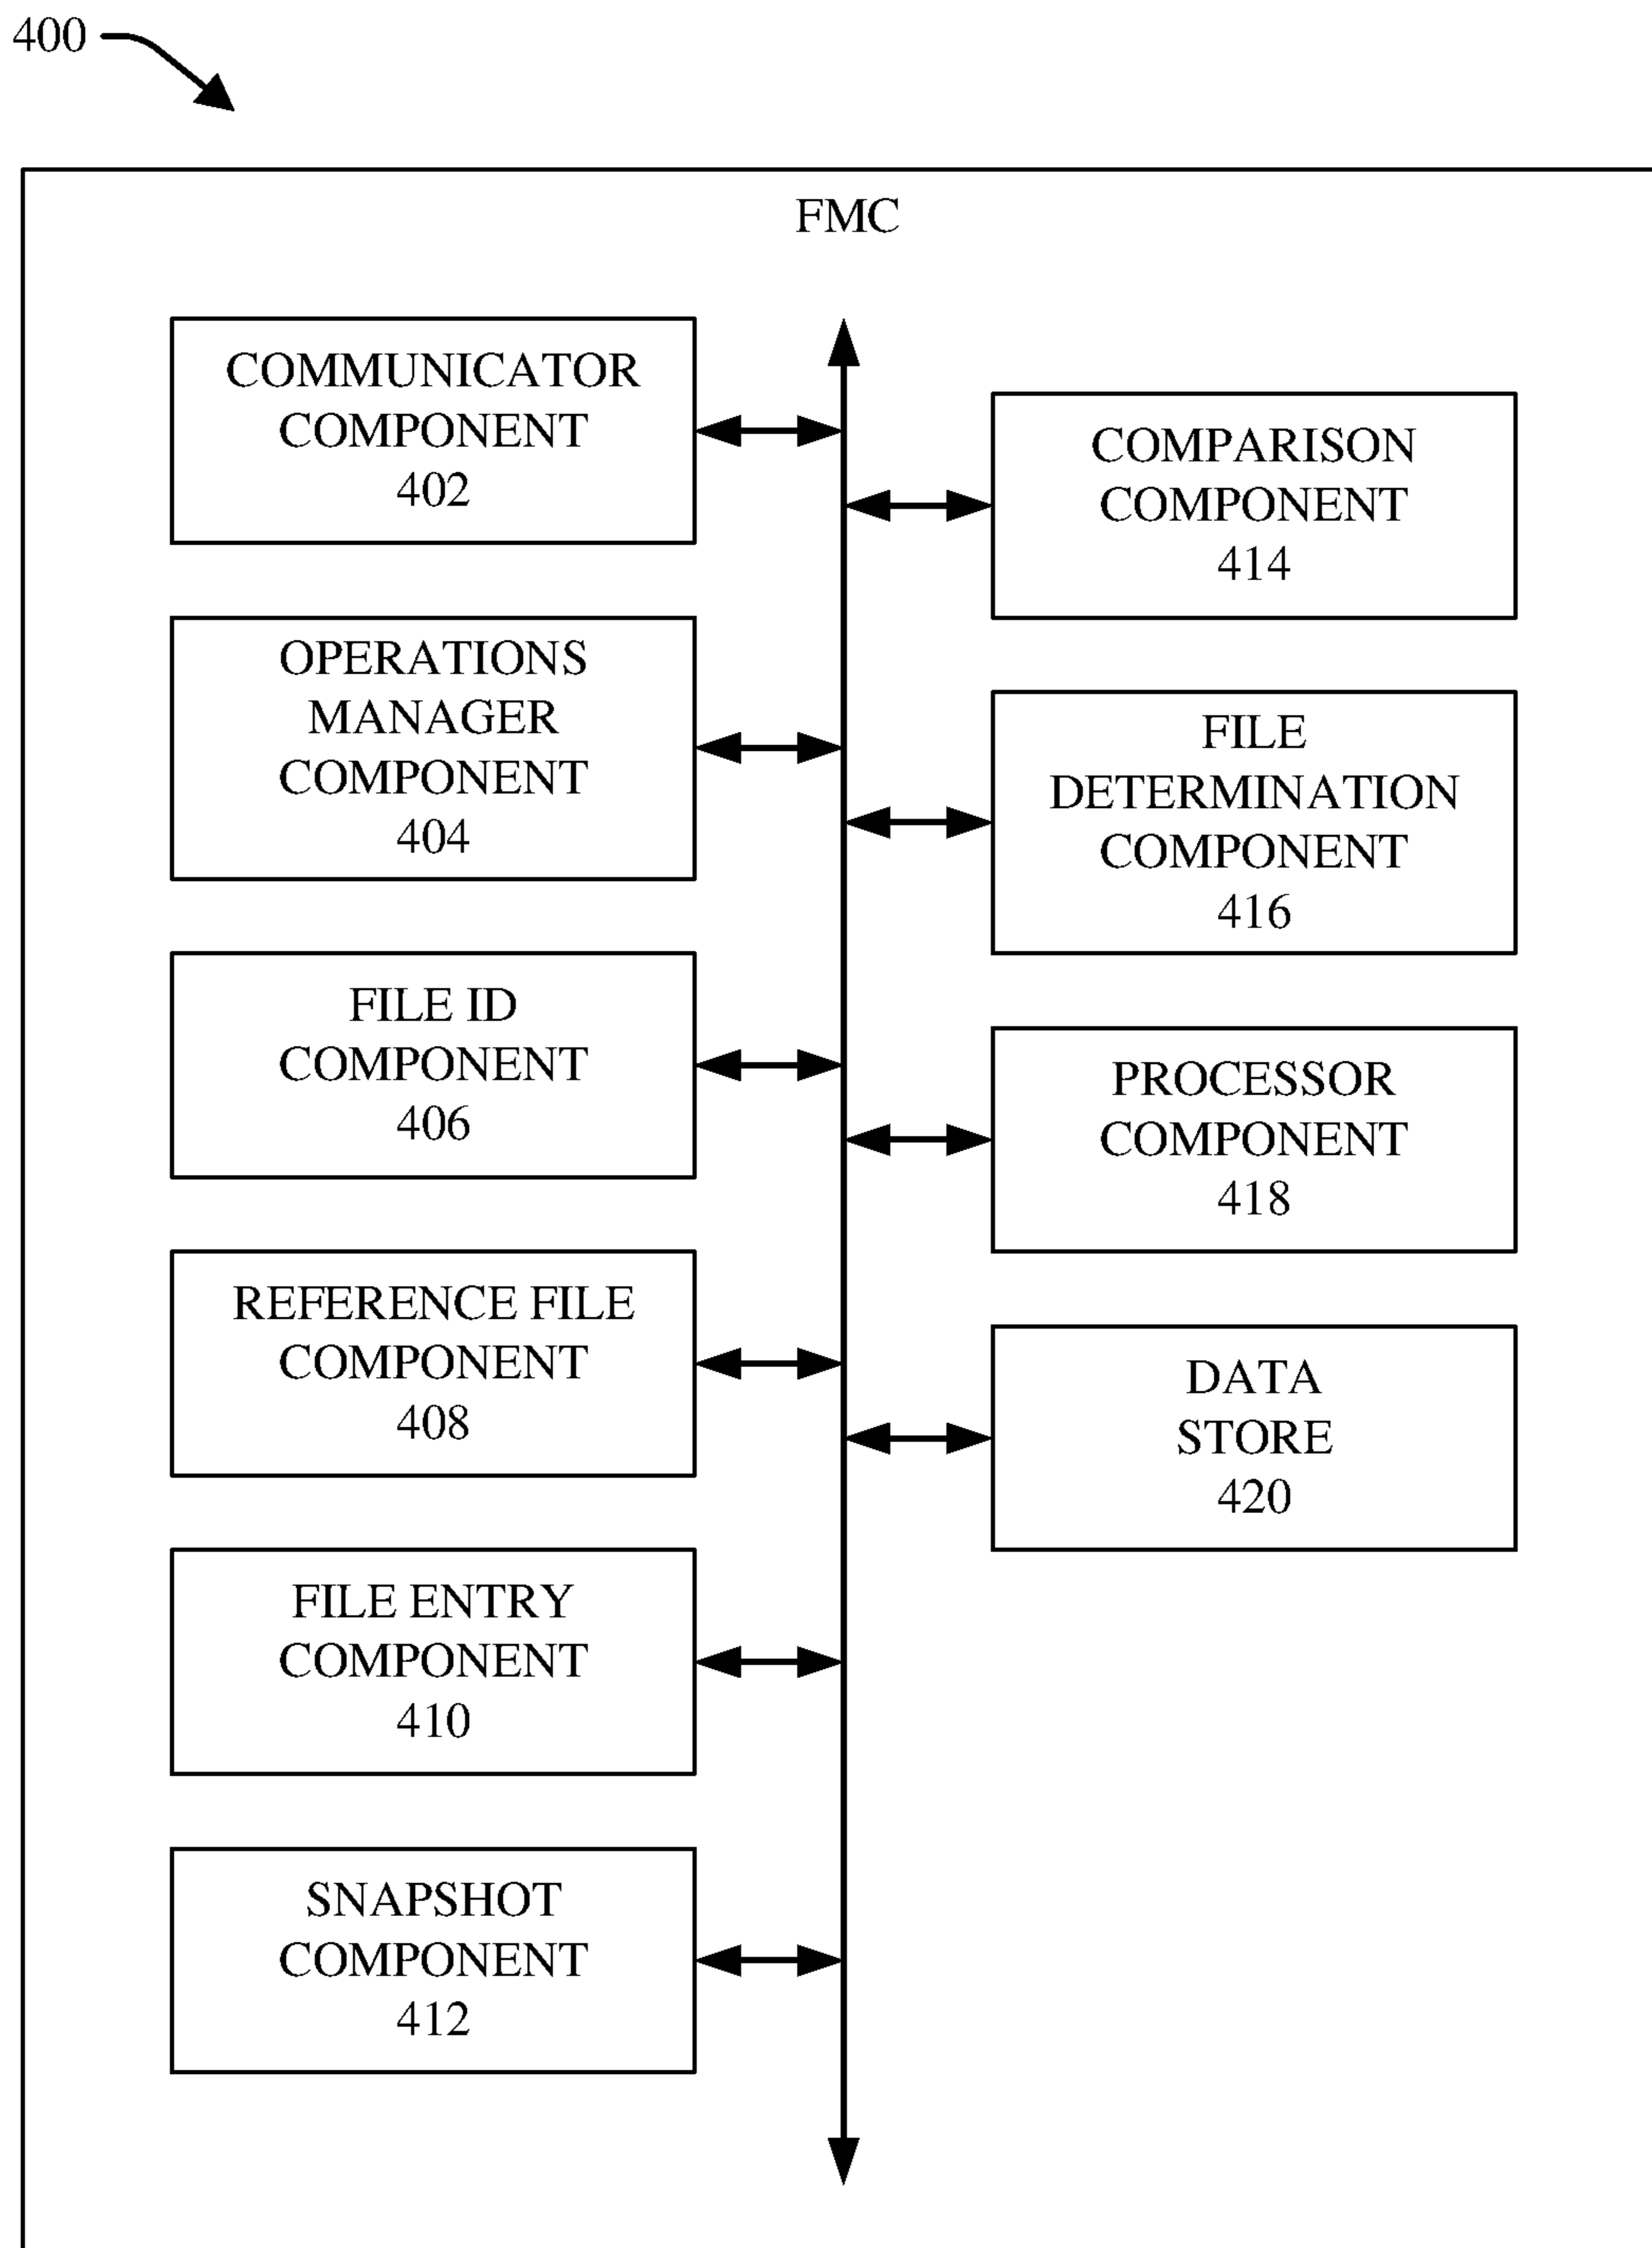 400
FMC
COMMUNICATOR
COMPONENT
402
OPERATIONS
MANAGER
COMPONENT
404
FILE ID
COMPONENT
406
REFERENCE FILE
COMPONENT
408
FILE ENTRY
COMPONENT
410
SNAPSHOT
COMPONENT
412
COMPARISON
COMPONENT
414
FILE
DETERMINATION
COMPONENT
416
PROCESSOR
COMPONENT
418
DATA
STORE
420